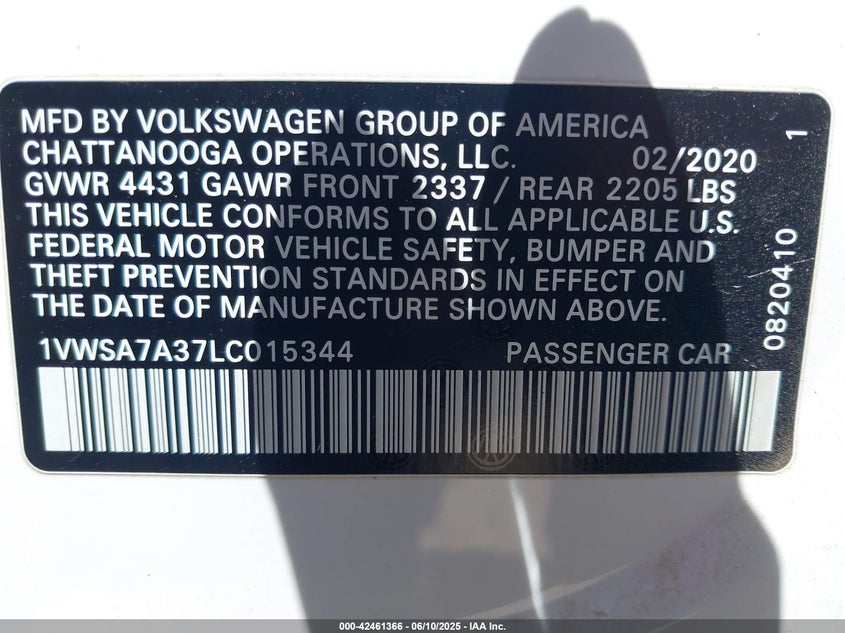 MFD BY VOLKSWAGEN GROUP OF AMERICA
CHATTANOOGA OPERATIONS, LLC. 02/2020
GVWR 4431 GAWR FRONT 2337 / REAR 2205 LBS
THIS VEHICLE CONFORMS TO ALL APPLICABLE U.S.
FEDERAL MOTOR VEHICLE SAFETY, BUMPER AND
THEFT PREVENTION STANDARDS IN EFFECT ON
THE DATE OF MANUFACTURE SHOWN ABOVE.
1VWSA7A37LC015344 PASSENGER CAR
0820410 1
000-42461366 - 06/10/2025 - IAA Inc.